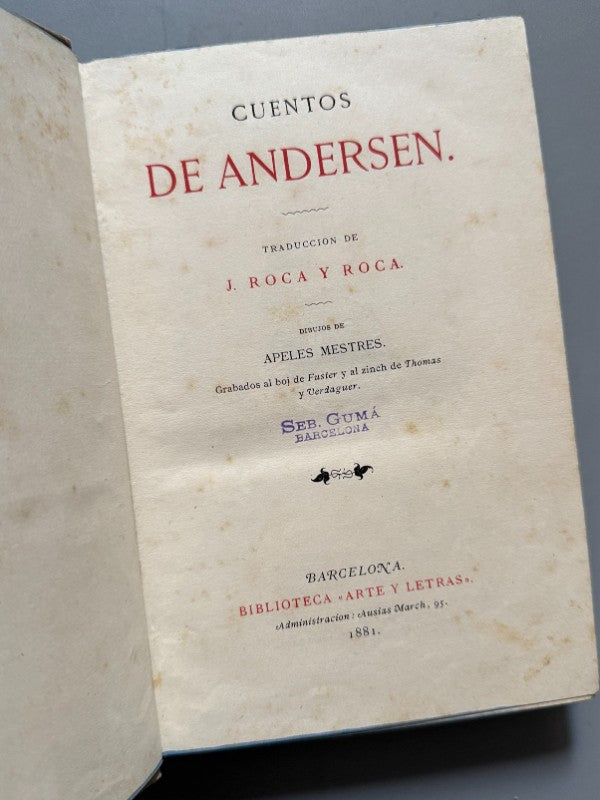 CUENTOS
DE ANDERSEN.
TRADUCCION DE
J. ROCA Y ROCA.
DIBUJOS DE
APELES MESTRES.
Grabados al boj de Fuster y al zinch de Thomas
y Verdaguer.
SEB. GUMÁ
BARCELONA
BARCELONA.
BIBLIOTECA «ARTE Y LETRAS».
Administracion: Ausias March, 95.
1881.